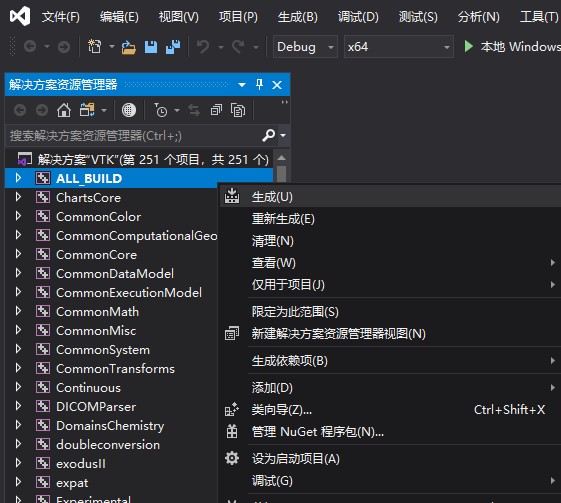 文件(F) 编辑(E) 视图(V) 项目(P) 生成(B) 调试(D) 测试(S) 分析(N) 工具(T)
Debug x64 本地 Windows
解决方案资源管理器
搜索解决方案资源管理器(Ctrl+;)
解决方案"VTK"(第 251 个项目，共 251 个)
ALL_BUILD
ChartsCore
CommonColor
CommonComputationalGeo
CommonCore
CommonDataModel
CommonExecutionModel
CommonMath
CommonMisc
CommonSystem
CommonTransforms
Continuous
DICOMParser
DomainsChemistry
doubleconversion
exodusII
expat
生成(U)
重新生成(E)
清理(N)
查看(W)
仅用于项目(J)
限定为此范围(S)
新建解决方案资源管理器视图(N)
生成依赖项(B)
添加(D)
类向导(Z)... Ctrl+Shift+X
管理 NuGet 程序包(N)...
设为启动项目(A)
调试(G)